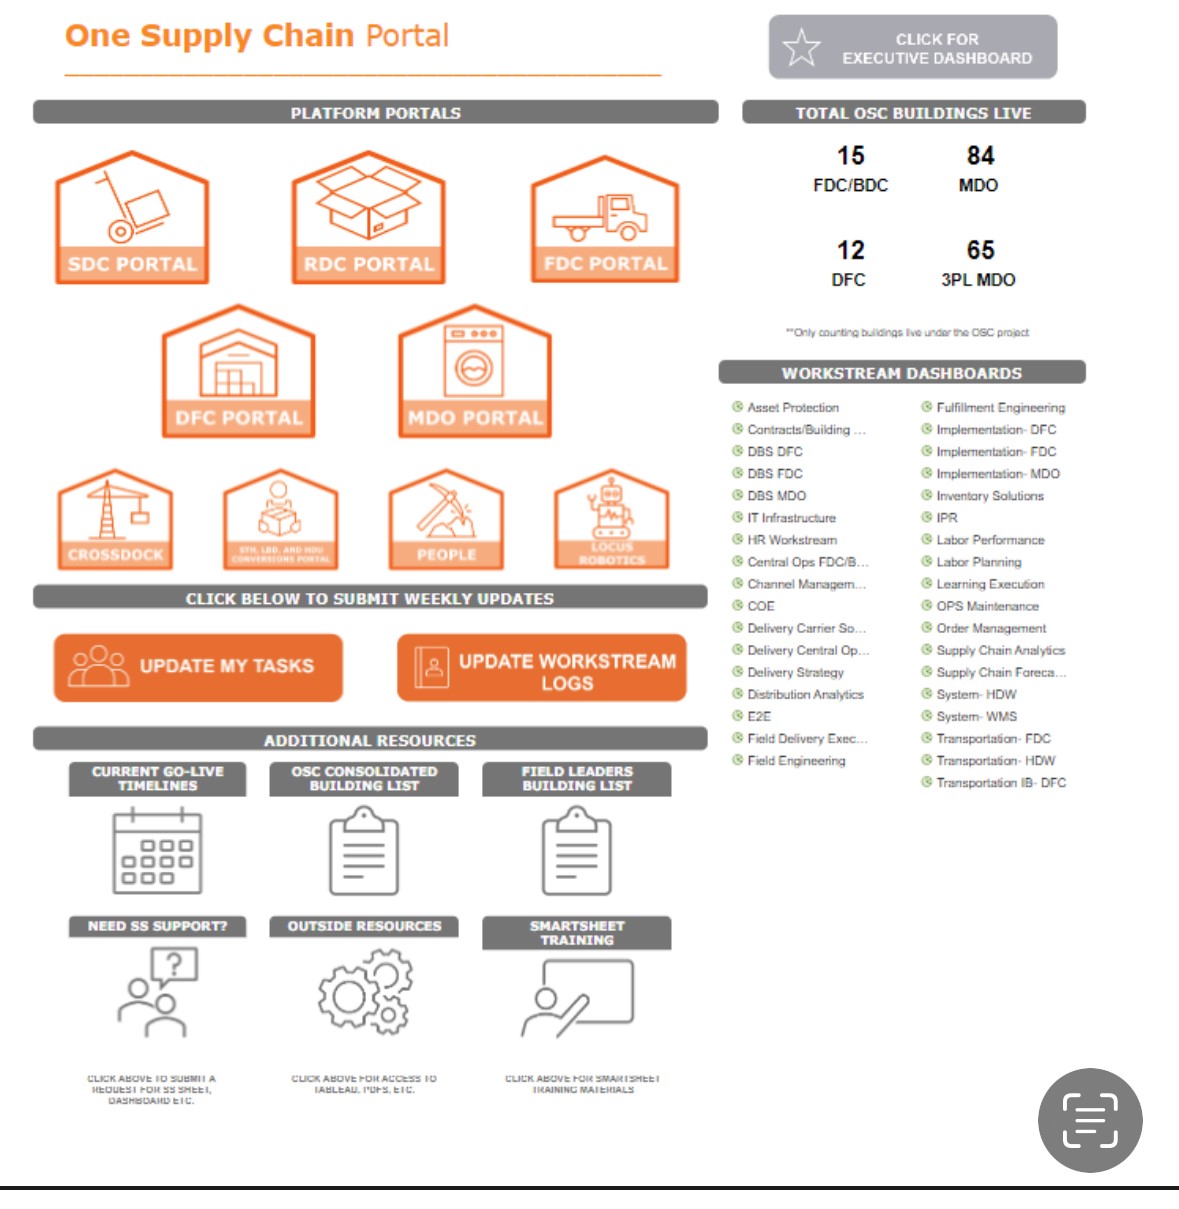 One Supply Chain Portal
CLICK FOR
EXECUTIVE DASHBOARD
PLATFORM PORTALS
SDC PORTAL
RDC PORTAL
FDC PORTAL
DFC PORTAL
MDO PORTAL
CROSSDOCK
STH, LBD, AND HDU
CONVERSIONS PORTAL
PEOPLE
LOCUS
ROBOTICS
CLICK BELOW TO SUBMIT WEEKLY UPDATES
UPDATE MY TASKS
UPDATE WORKSTREAM
LOGS
ADDITIONAL RESOURCES
CURRENT GO-LIVE
TIMELINES
OSC CONSOLIDATED
BUILDING LIST
FIELD LEADERS
BUILDING LIST
NEED SS SUPPORT?
OUTSIDE RESOURCES
SMARTSHEET
TRAINING
?
CLICK ABOVE TO SUBMIT A
REQUEST FOR SS SHEET,
DASHBOARD ETC.
CLICK ABOVE FOR ACCESS TO
TABLEAU, PDFS, ETC.
CLICK ABOVE FOR SMARTSHEET
TRAINING MATERIALS
TOTAL OSC BUILDINGS LIVE
15
FDC/BDC
84
MDO
12
DFC
65
3PL MDO
**Only counting buildings live under the OSC project
WORKSTREAM DASHBOARDS
Asset Protection
Contracts/Building ...
DBS DFC
DBS FDC
DBS MDO
IT Infrastructure
HR Workstream
Central Ops FDC/B...
Channel Managem...
COE
Delivery Carrier So...
Delivery Central Op...
Delivery Strategy
Distribution Analytics
E2E
Field Delivery Exec...
Field Engineering
Fulfillment Engineering
Implementation- DFC
Implementation- FDC
Implementation- MDO
Inventory Solutions
IPR
Labor Performance
Labor Planning
Learning Execution
OPS Maintenance
Order Management
Supply Chain Analytics
Supply Chain Foreca...
System- HDW
System- WMS
Transportation- FDC
Transportation- HDW
Transportation IB- DFC